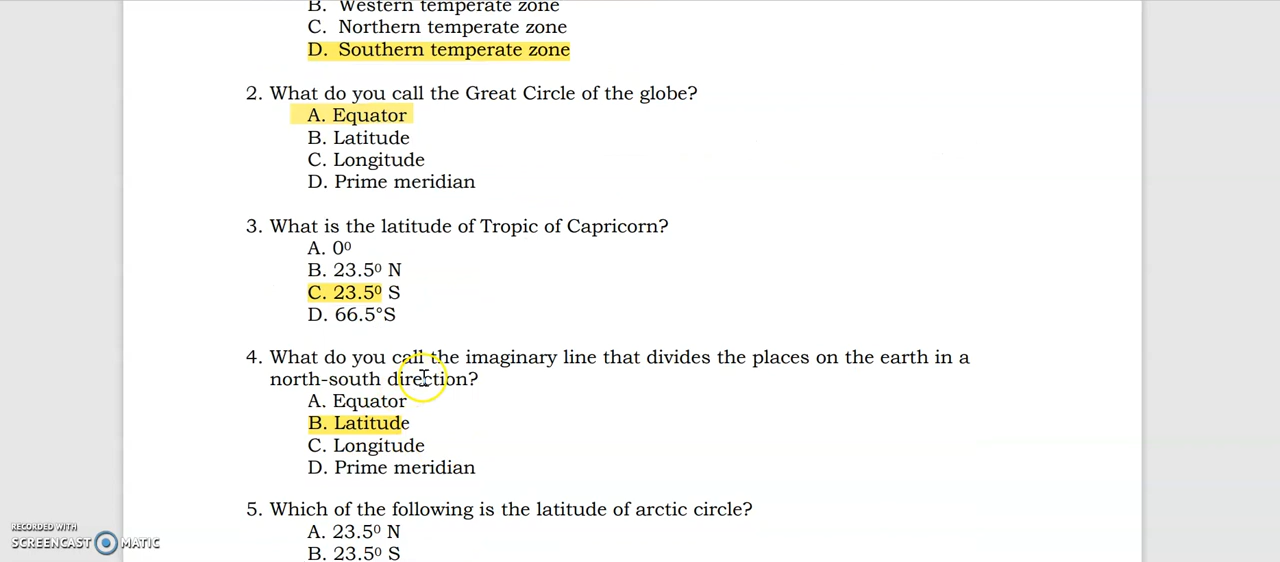 B. Western temperate zone
C. Northern temperate zone
D. Southern temperate zone
2. What do you call the Great Circle of the globe?
A. Equator
B. Latitude
C. Longitude
D. Prime meridian
3. What is the latitude of Tropic of Capricorn?
A. 0⁰
B. 23.5⁰ N
C. 23.5⁰ S
D. 66.5°S
4. What do you call the imaginary line that divides the places on the earth in a
north-south direction?
A. Equator
B. Latitude
C. Longitude
D. Prime meridian
5. Which of the following is the latitude of arctic circle?
A. 23.5⁰ N
B. 23.5⁰ S
RECORDED WITH
SCREENCAST MATIC